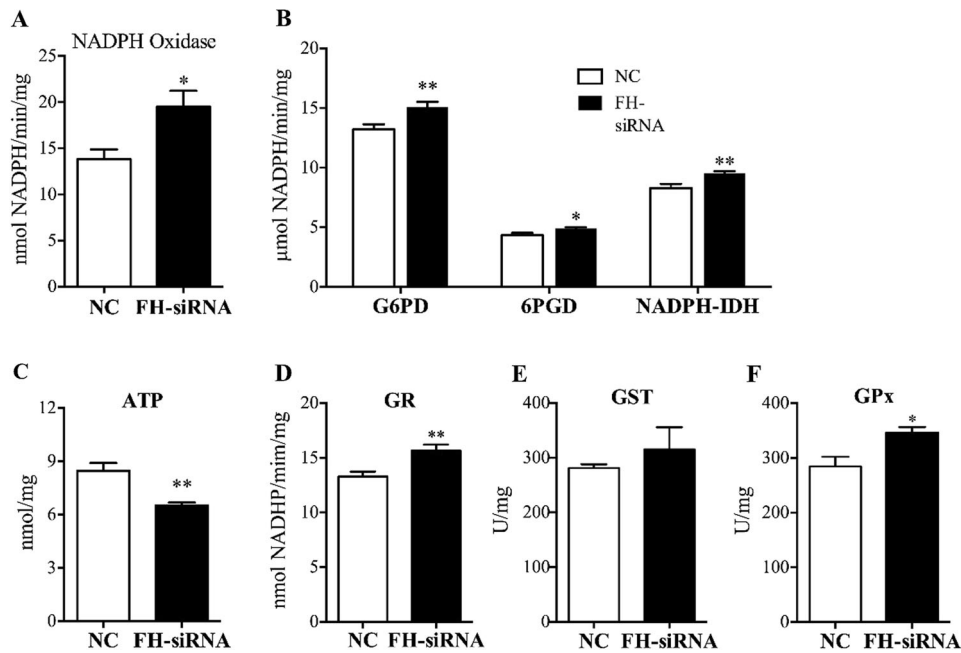 A
NADPH Oxidase
nmol NADPH/min/mg
25
20
15
10
5
0
*
NC FH-siRNA
B
µmol NADPH/min/mg
20
15
10
5
0
**
*
**
NC
FH-
siRNA
G6PD 6PGD NADPH-IDH
C
ATP
nmol/mg
9
6
3
0
**
NC FH-siRNA
D
GR
nmol NADHP/mim/mg
20
15
10
5
0
**
NC FH-siRNA
E
GST
U/mg
400
300
200
100
0
NC FH-siRNA
F
GPx
U/mg
400
300
200
100
0
*
NC FH-siRNA